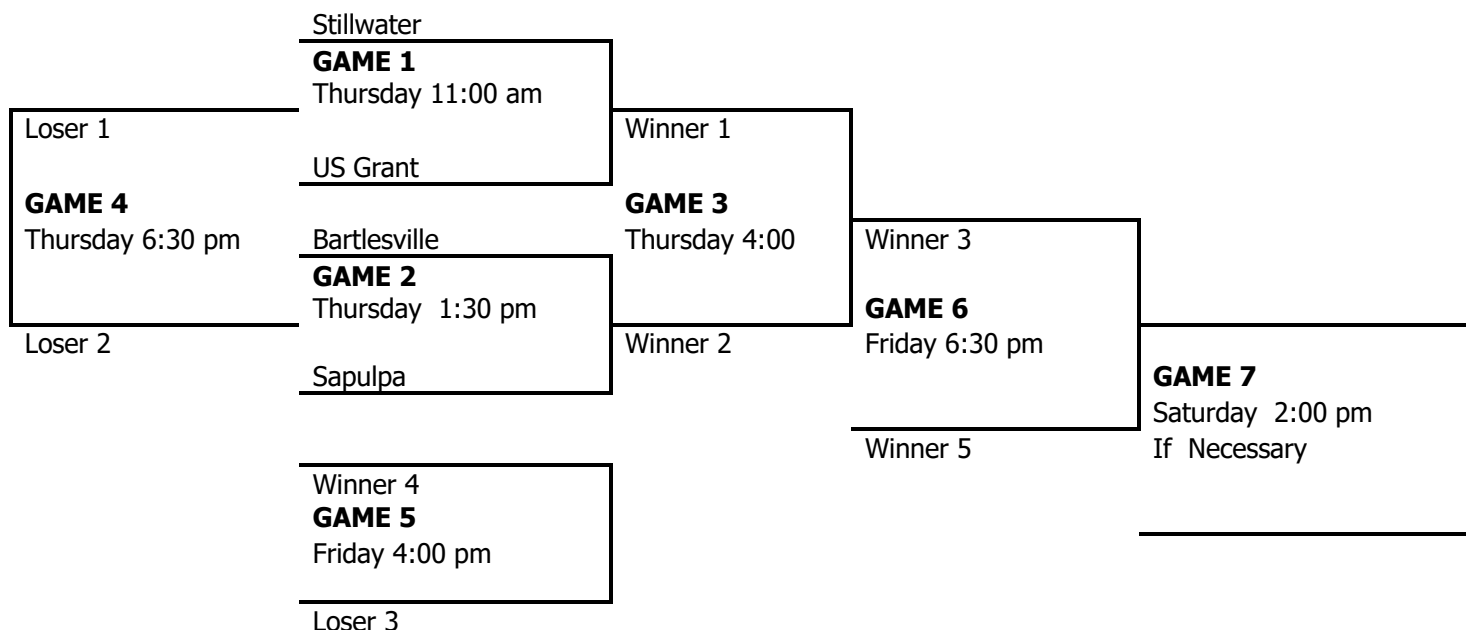 Stillwater
GAME 1
Thursday 11:00 am
Loser 1
Winner 1
US Grant
GAME 4
GAME 3
Thursday 6:30 pm
Bartlesville
Thursday 4:00
Winner 3
GAME 2
Thursday 1:30 pm
GAME 6
Loser 2
Winner 2
Friday 6:30 pm
Sapulpa
GAME 7
Saturday 2:00 pm
Winner 5
If Necessary
Winner 4
GAME 5
Friday 4:00 pm
Loser 3